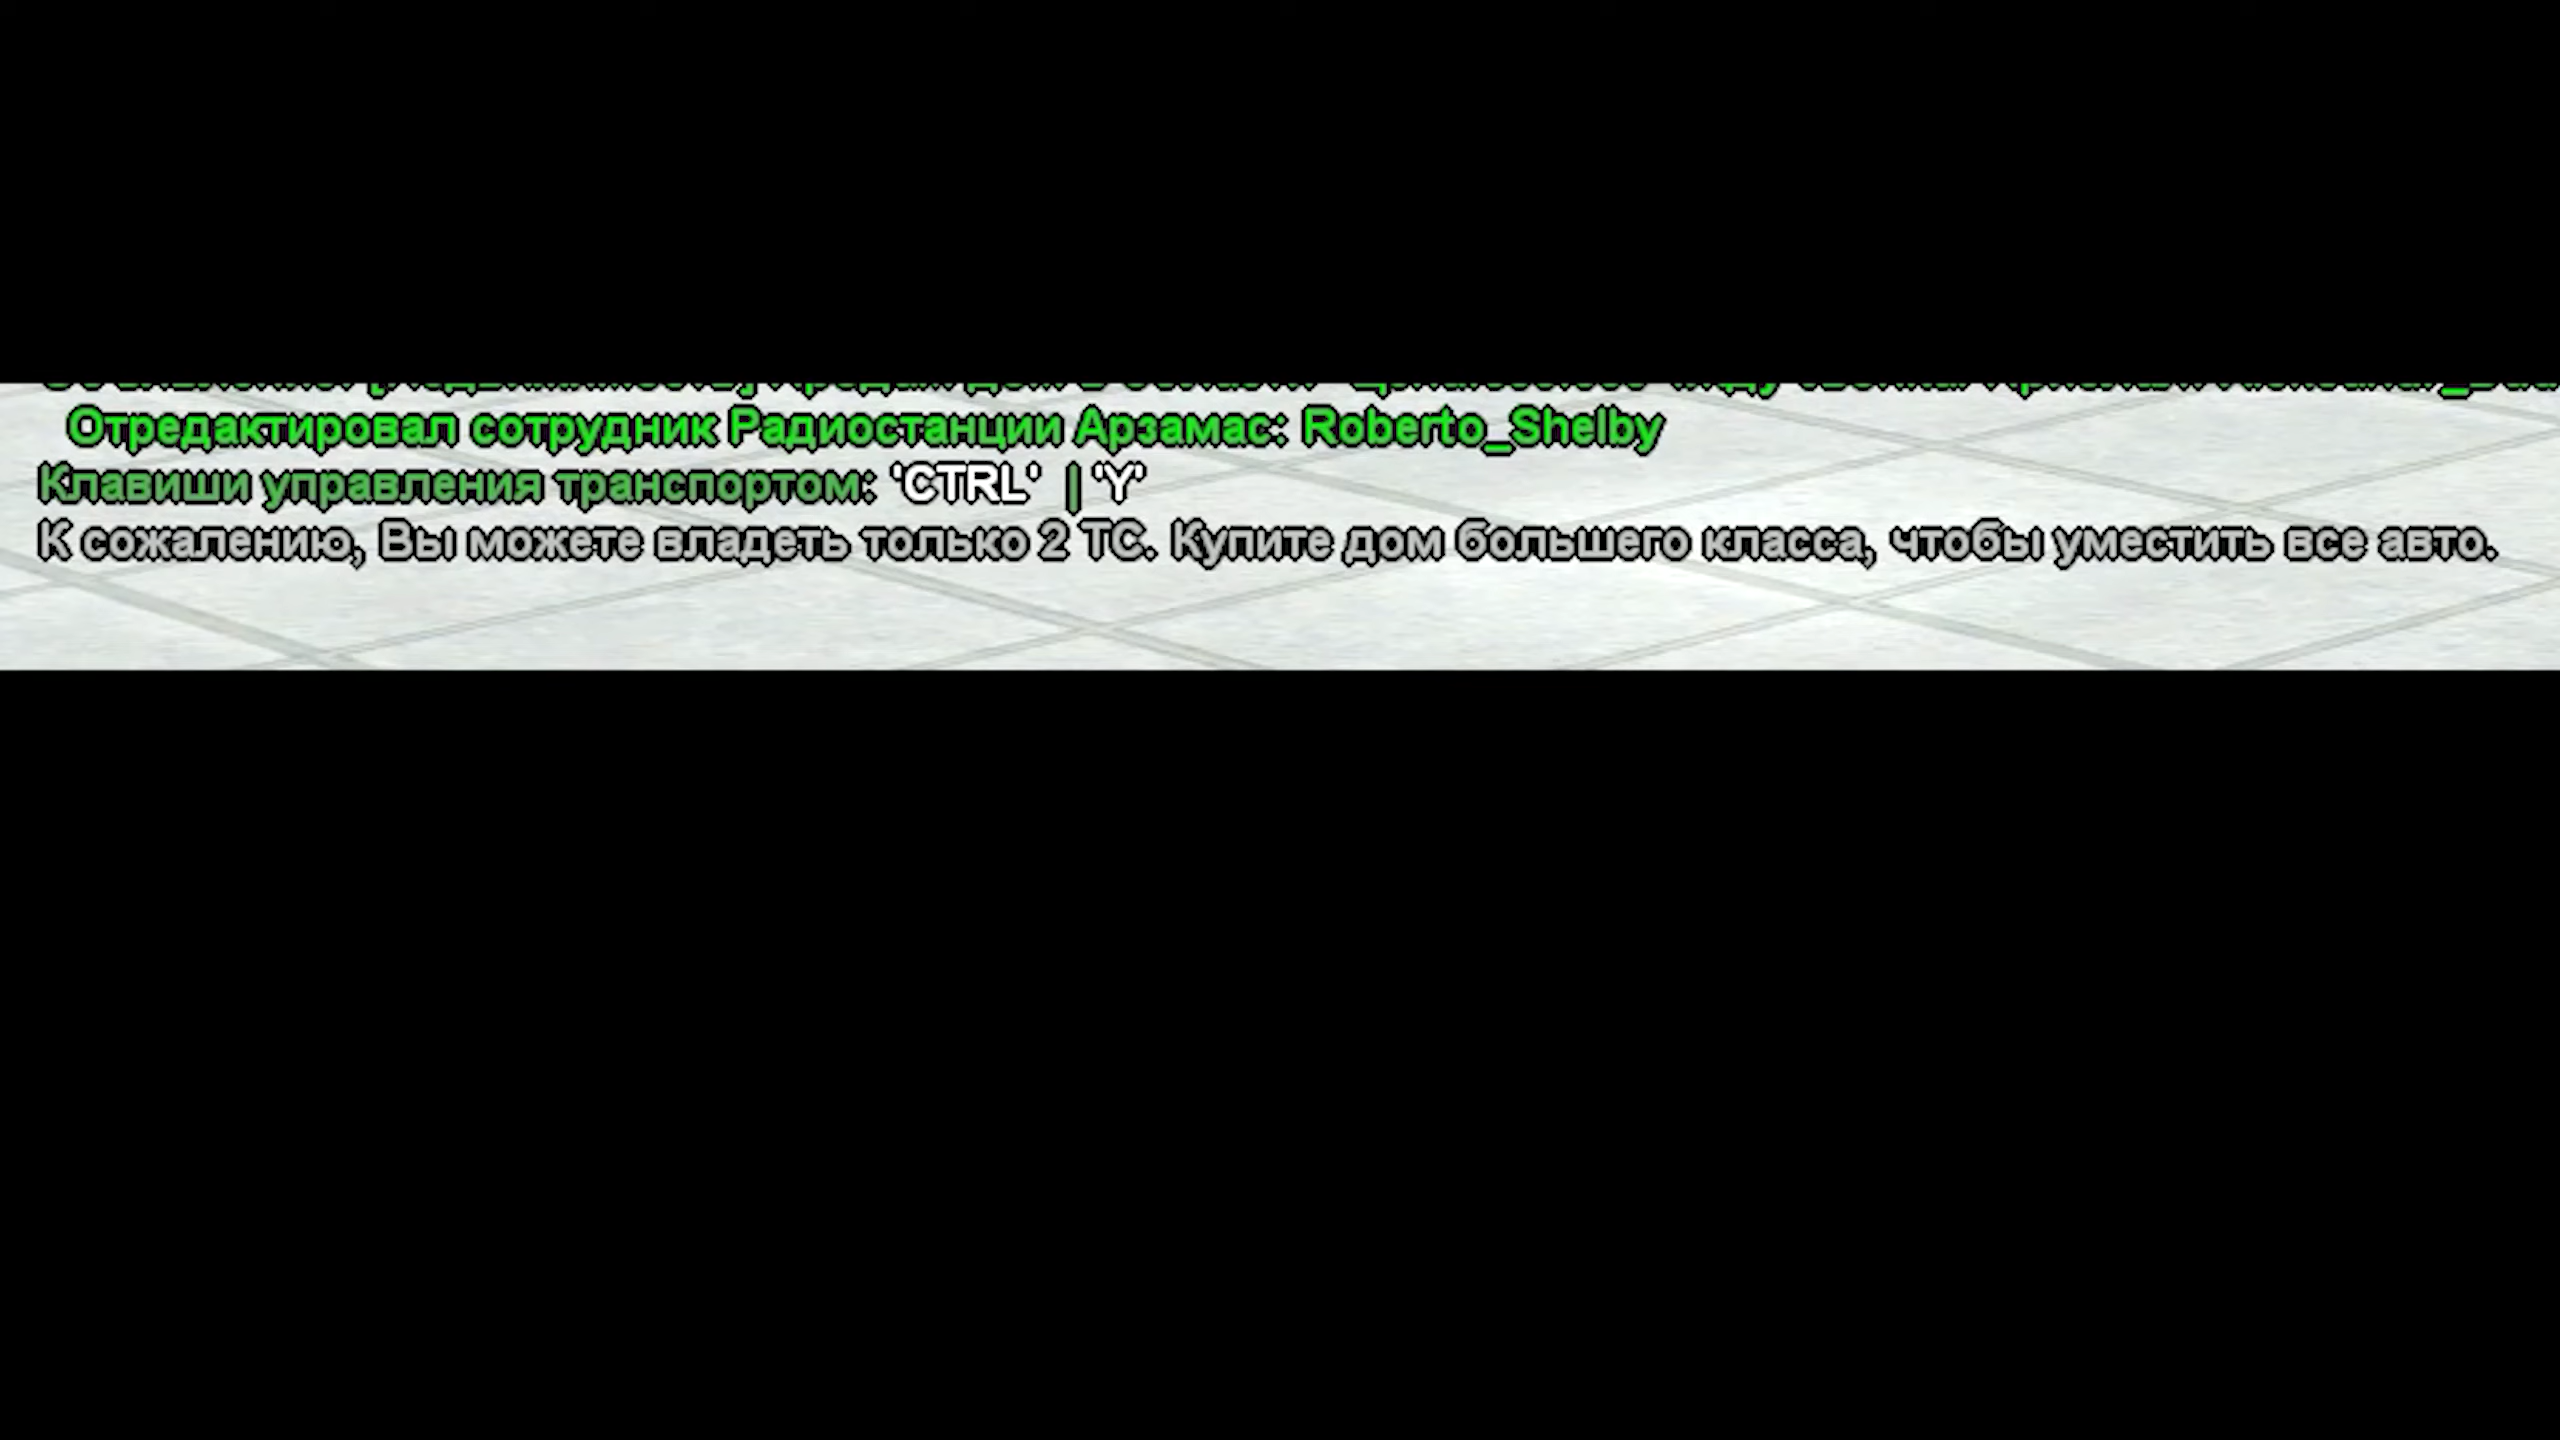 Отредактировал сотрудник Радиостанции Арзамас: Roberto_Shelby
Клавиши управления транспортом: 'CTRL' | 'Y'
К сожалению, Вы можете владеть только 2 ТС. Купите дом большего класса, чтобы уместить все авто.